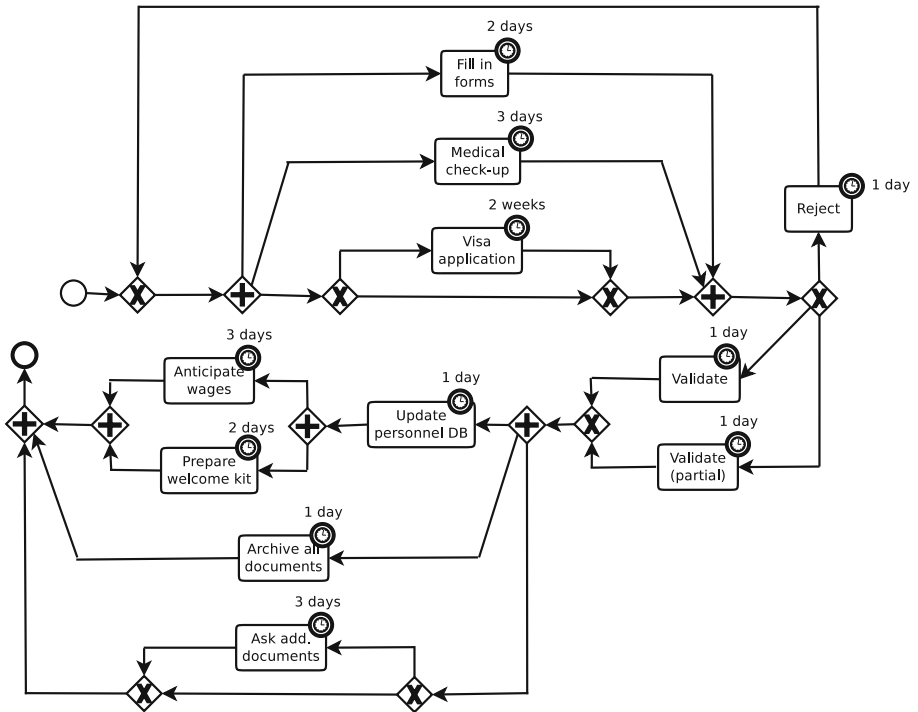 2 days
Fill in
forms
3 days
Medical
check-up
1 day
Reject
2 weeks
Visa
application
3 days
Anticipate
wages
1 day
Validate
1 day
Update
personnel DB
2 days
Prepare
welcome kit
1 day
Validate
(partial)
1 day
Archive all
documents
3 days
Ask add.
documents